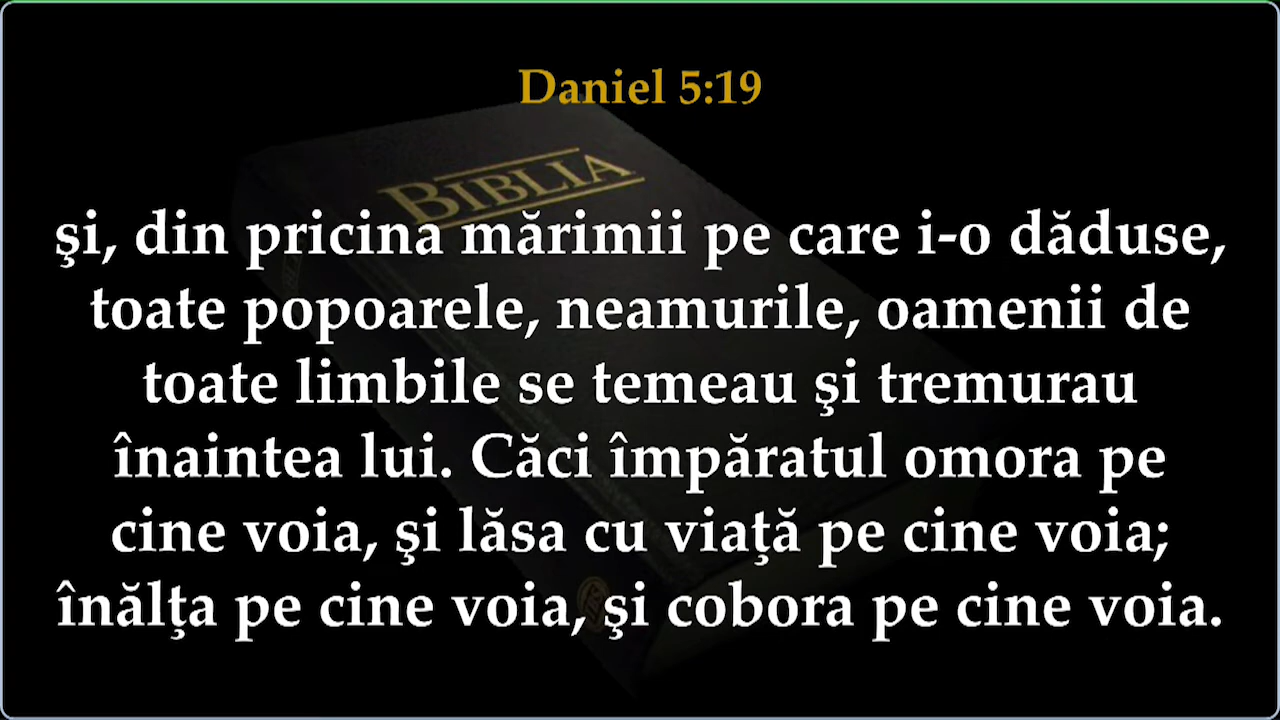 Daniel 5:19
BIBLIA
şi, din pricina mărimii pe care i-o dăduse,
toate popoarele, neamurile, oamenii de
toate limbile se temeau şi tremurau
înaintea lui. Căci împăratul omora pe
cine voia, şi lăsa cu viaţă pe cine voia;
înălţa pe cine voia, şi cobora pe cine voia.